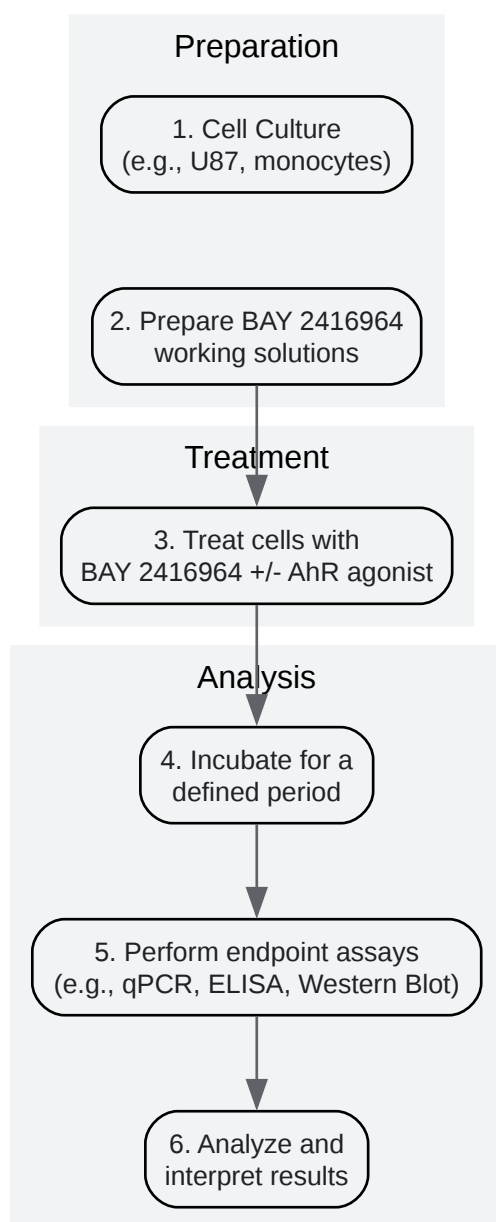 Preparation
1. Cell Culture
(e.g., U87, monocytes)
2. Prepare BAY 2416964
working solutions
Treatment
3. Treat cells with
BAY 2416964 +/- AhR agonist
Analysis
4. Incubate for a
defined period
5. Perform endpoint assays
(e.g., qPCR, ELISA, Western Blot)
6. Analyze and
interpret results